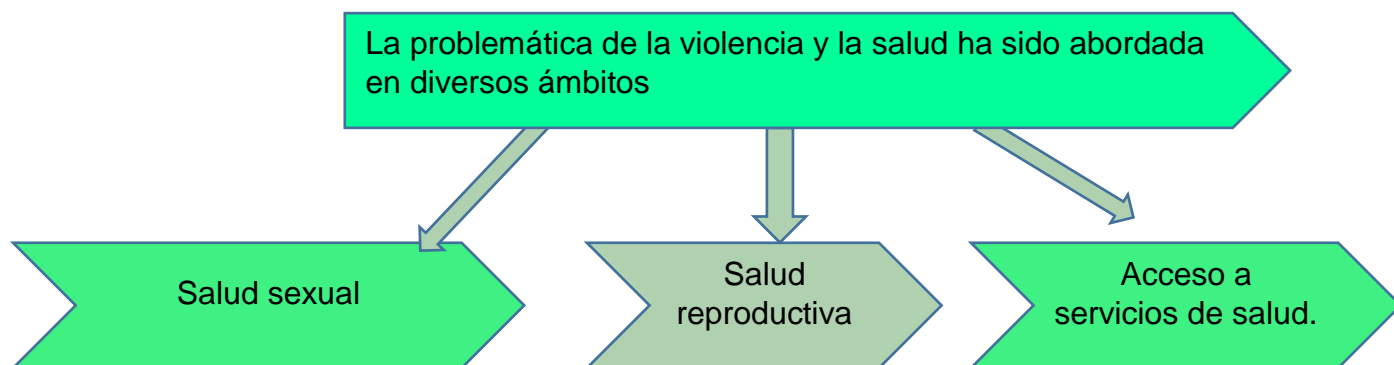 La problemática de la violencia y la salud ha sido abordada
en diversos ámbitos
Salud sexual
Salud
reproductiva
Acceso a
servicios de salud.